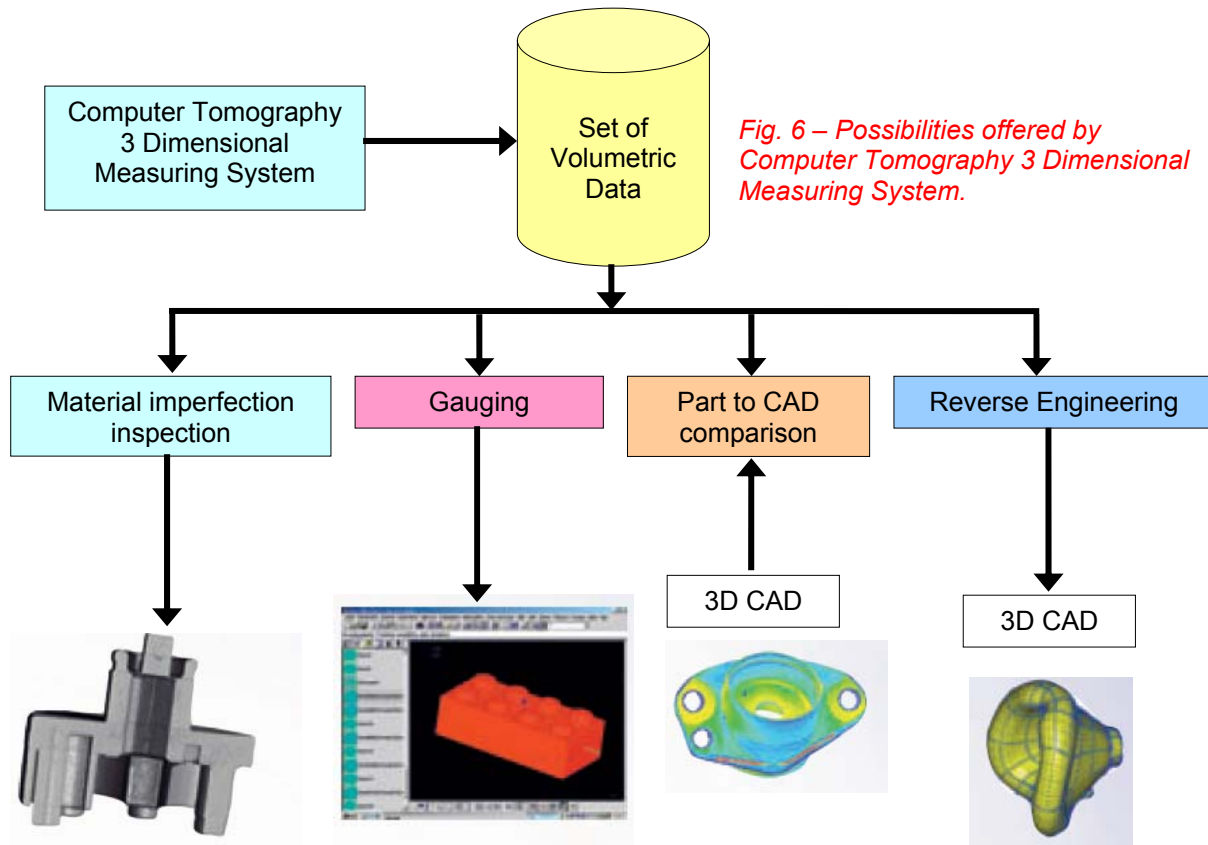 Computer Tomography
3 Dimensional
Measuring System
Set of
Volumetric
Data
Fig. 6 – Possibilities offered by
Computer Tomography 3 Dimensional
Measuring System.
Material imperfection
inspection
Gauging
Part to CAD
comparison
Reverse Engineering
3D CAD
3D CAD